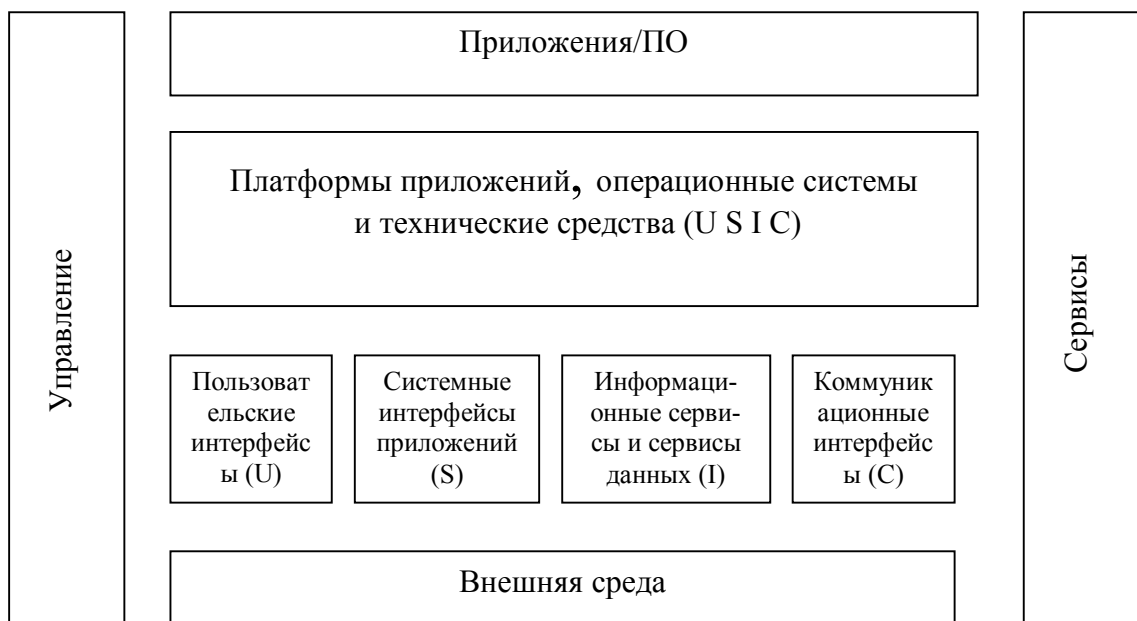 Управление
Приложения/ПО
Платформы приложений, операционные системы
и технические средства (U S I C)
Пользоват
ельские
интерфейс
ы (U)
Системные
интерфейсы
приложений
(S)
Информаци-
онные серви-
сы и сервисы
данных (I)
Коммуник
ационные
интерфейс
ы (C)
Внешняя среда
Сервисы